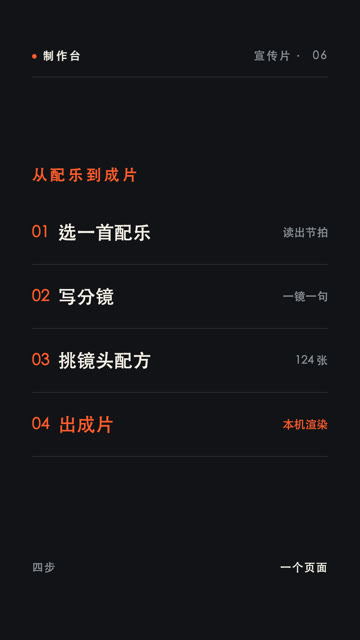 制作台 宣传片 · 06
从配乐到成片
01 选一首配乐 读出节拍
02 写分镜 一镜一句
03 挑镜头配方 124 张
04 出成片 本机渲染
四步 一个页面